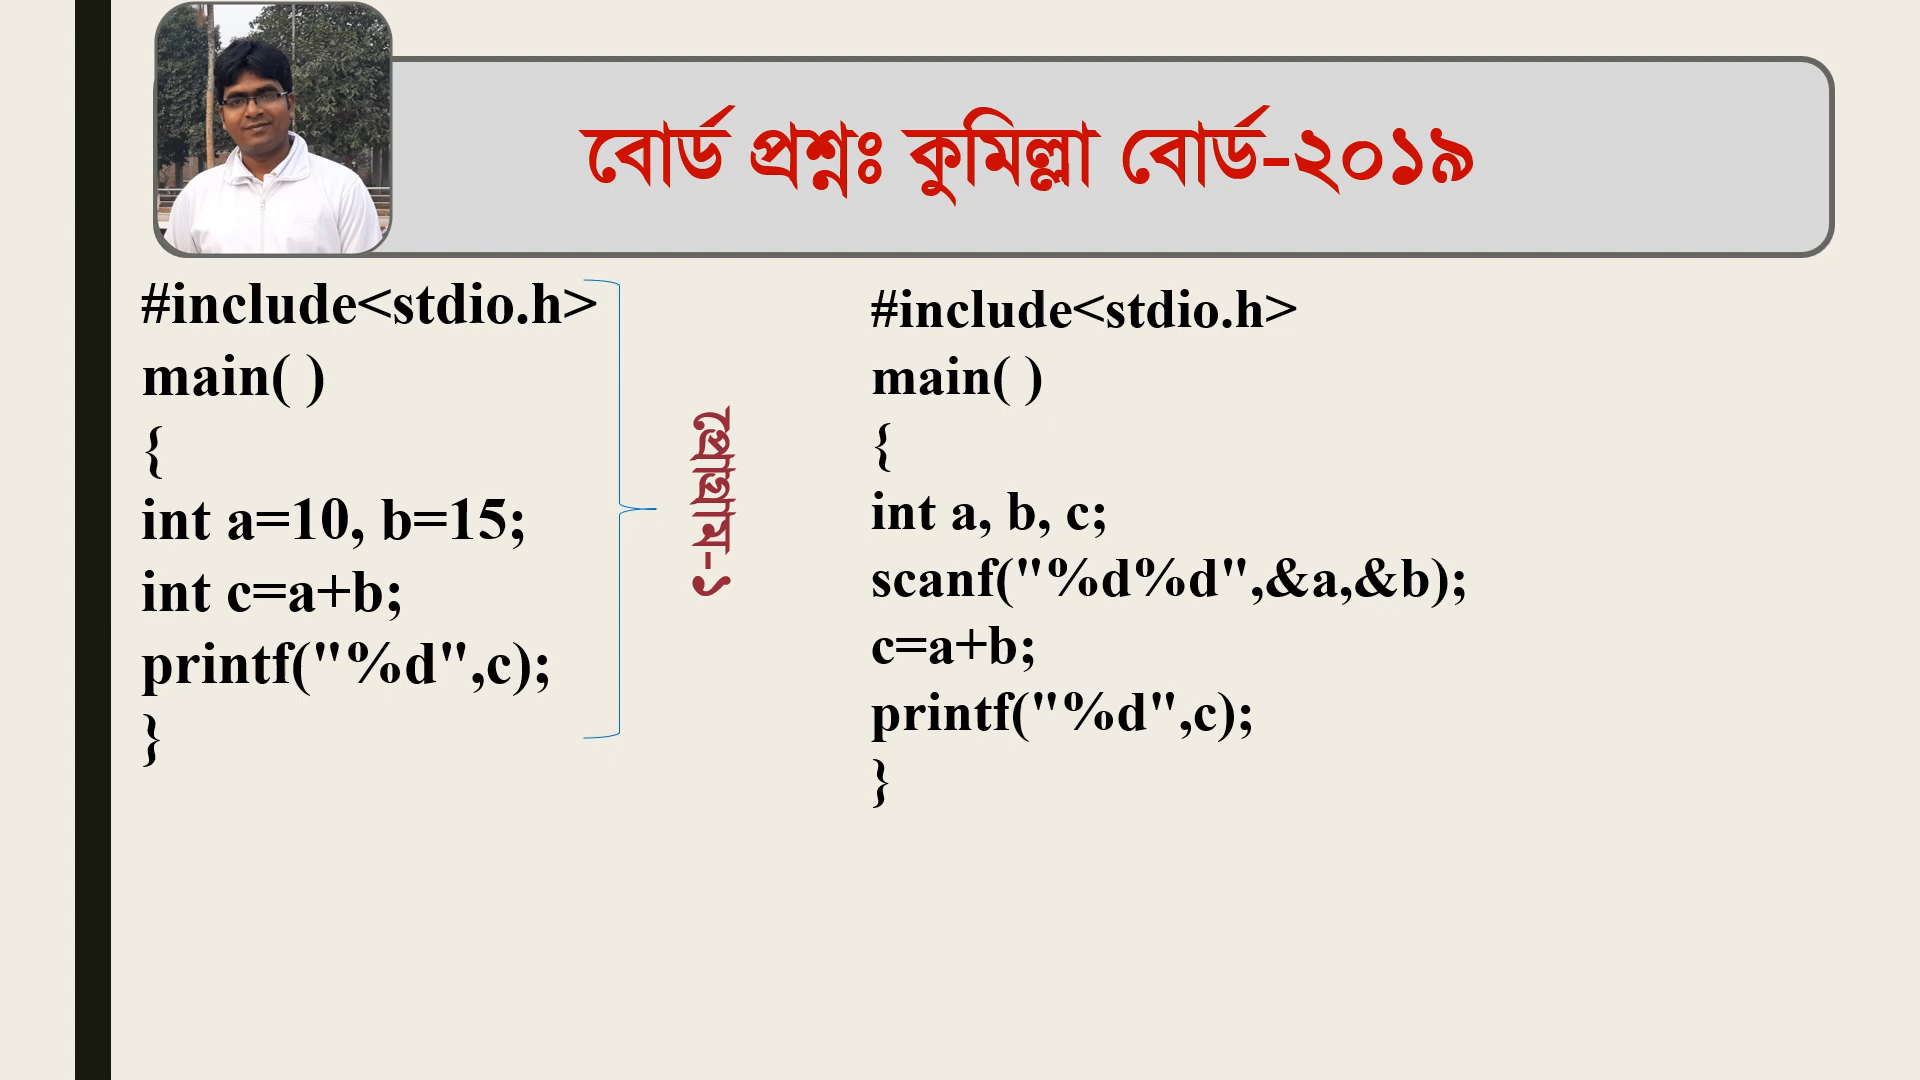 বোর্ড প্রশ্নঃ কুমিল্লা বোর্ড-২০১৯
#include<stdio.h>
main( )
{
int a=10, b=15;
int c=a+b;
printf("%d",c);
}
প্রোগ্রাম-১
#include<stdio.h>
main( )
{
int a, b, c;
scanf("%d%d",&a,&b);
c=a+b;
printf("%d",c);
}